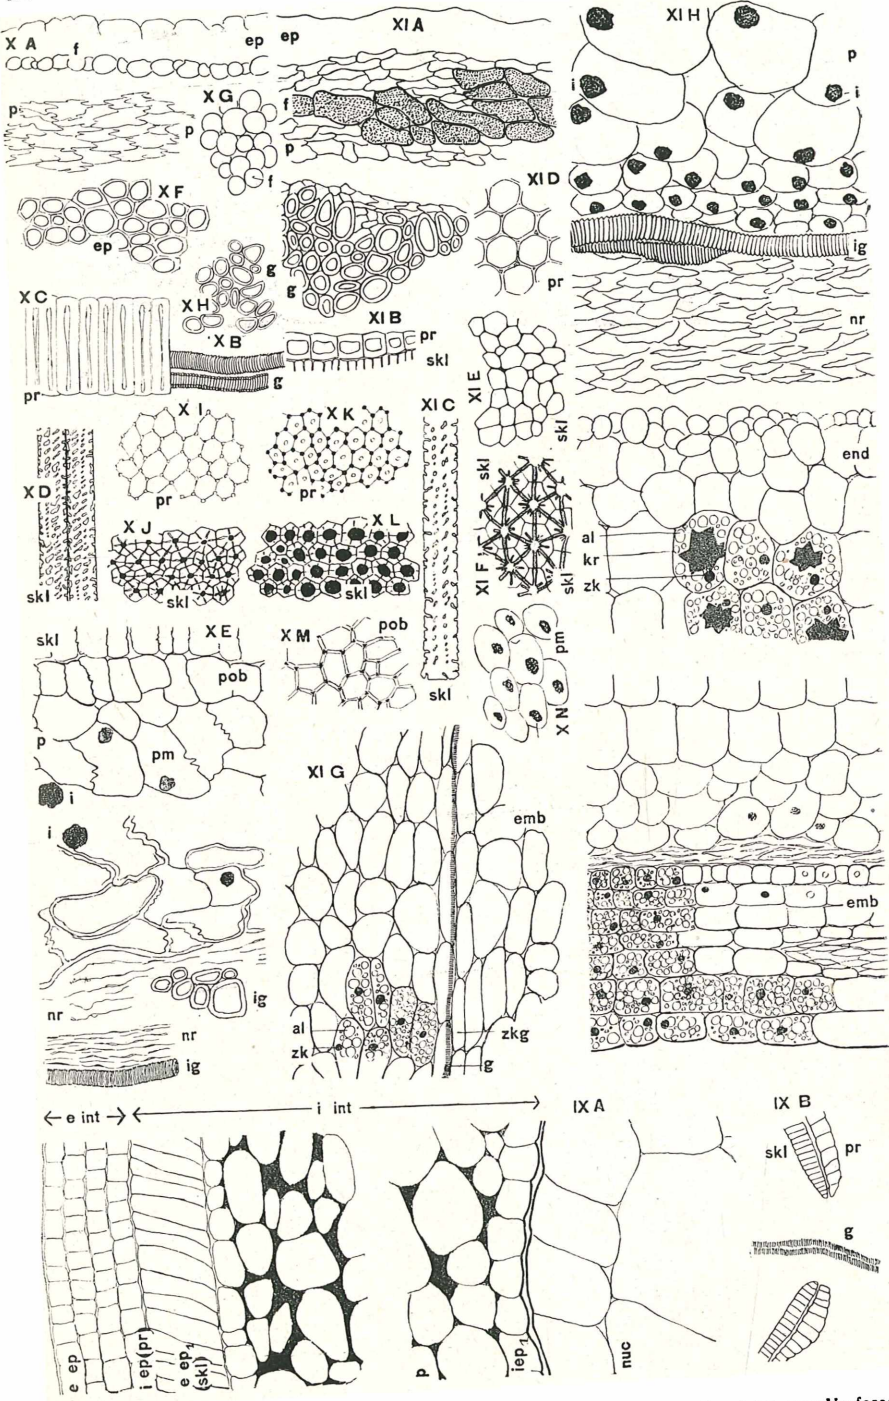 X A
f
ep
p
p
X G
f
X F
ep
g
X H
X C
X B
pr
g
X D
skl
X I
pr
X K
pr
X J
skl
X L
skl
X E
skl
pob
p
pm
i
X M
pob
i
nr
ig
nr
ig
XI A
ep
f
p
g
XI B
pr
skl
XI C
skl
XI D
pr
XI E
skl
skl
XI F
skl
pm
X N
XI G
emb
al
zk
zkg
g
XI H
p
i
i
ig
nr
end
al
kr
zk
emb
e int
i int
IX A
IX B
skl
pr
g
e ep
i ep (pr)
e ep₁
(skl)
p
iep₁
nuc